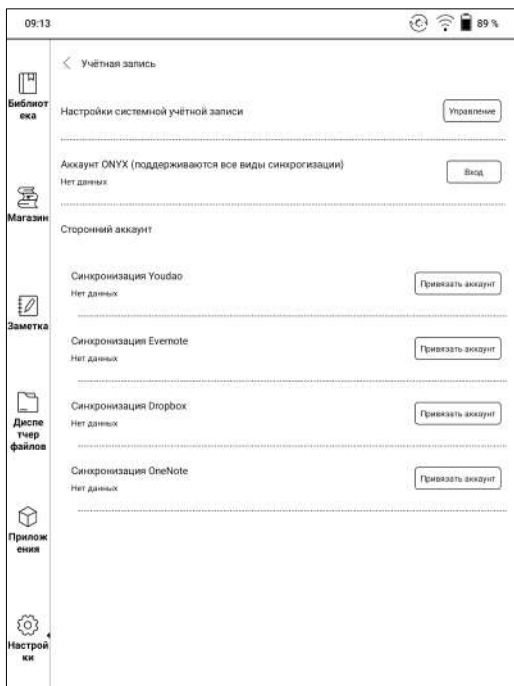 09:13
89 %
Учётная запись
Библиот
ека
Настройки системной учётной записи
Управление
Аккаунт ONYX (поддерживаются все виды синхрогизации)
Вход
Нет данных
Магазин
Сторонний аккаунт
Синхронизация Youdao
Привязать аккаунт
Нет данных
Заметка
Синхронизация Evernote
Привязать аккаунт
Нет данных
Диспе
тчер
файлов
Синхронизация Dropbox
Привязать аккаунт
Нет данных
Синхронизация OneNote
Привязать аккаунт
Нет данных
Прилож
ения
Настрой
ки